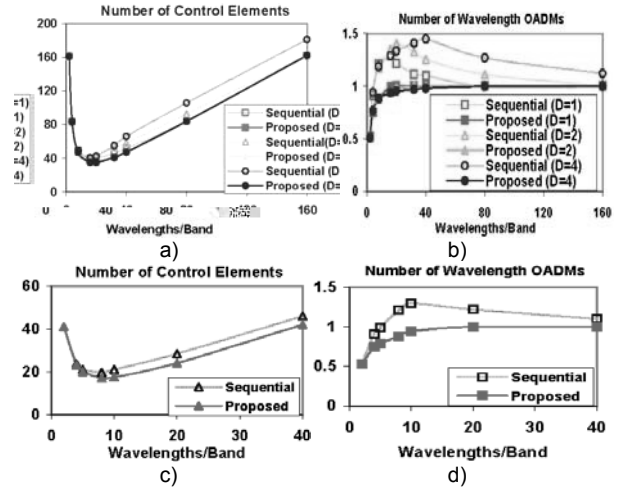 a)
Number of Control Elements
200
160
120
80
40
0
=1)
1)
=2)
2)
=4)
4)
Sequential (D
Proposed (D=
Sequential (D
Proposed (D=
Sequential (D=
Proposed (D=
0 40 80 120 160
Wavelengths/Band
a)
b)
Number of Wavelength OADMs
1.5
1
0.5
0
Sequential (D=1)
Proposed (D=1)
Sequential (D=2)
Proposed (D=2)
Sequential (D=4)
Proposed (D=4)
0 40 80 120 160
Wavelengths/Band
b)
c)
Number of Control Elements
60
40
20
0
Sequential
Proposed
0 10 20 30 40
Wavelengths/Band
c)
d)
Number of Wavelength OADMs
1.5
1
0.5
0
Sequential
Proposed
0 10 20 30 40
Wavelengths/Band
d)